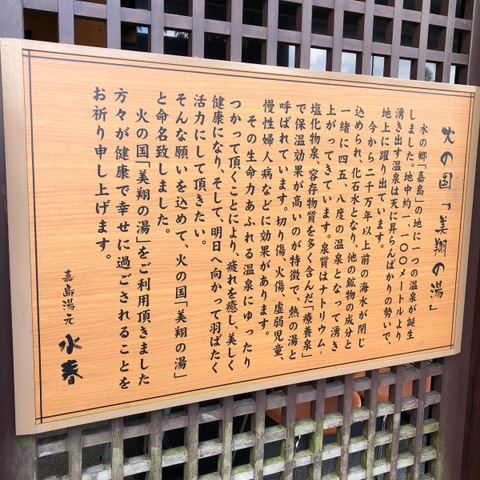 火の国「美翔の湯」
水の郷「嘉島」の地に一つの温泉が誕生
しました。地中約一、一〇〇メートルより
湧き出す温泉は天に昇らんばかりの勢いで、
地上に躍り出ています。
今から二千万年以上前の海水が閉じ
込められ、化石水となり、他の鉱物の成分と
一緒に四五、八度の温泉となって湧き
上がってきています。泉質はナトリウム-
塩化物泉、容存物質を多く含んだ「療養泉」
で保温効果が高いのが特徴で、熱の湯と
呼ばれています。切り傷、火傷、虚弱児童、
慢性婦人病などに効果があります。
その生命力あふれる温泉にゆったり
つかって頂くことにより、疲れを癒し、美しく
健康になり、そして、明日へ向かって羽ばたく
活力にして頂きたい。
そんな願いを込めて、火の国「美翔の湯」
と命名致しました。
火の国「美翔の湯」をご利用頂きました
方々が健康で幸せに過ごされることを
お祈り申し上げます。
嘉島湯元 水春